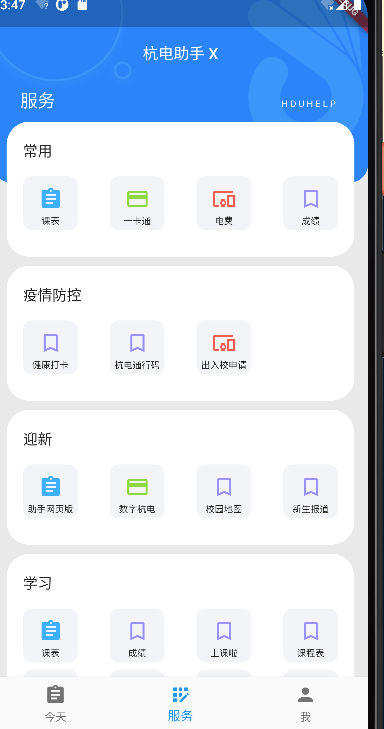 3:47
杭电助手 X
服务
HDUHELP
常用
课表
一卡通
电费
成绩
疫情防控
健康打卡
杭电通行码
出入校申请
迎新
助手网页版
数字杭电
校园地图
新生报道
学习
课表
成绩
上课啦
课程表
今天
服务
我